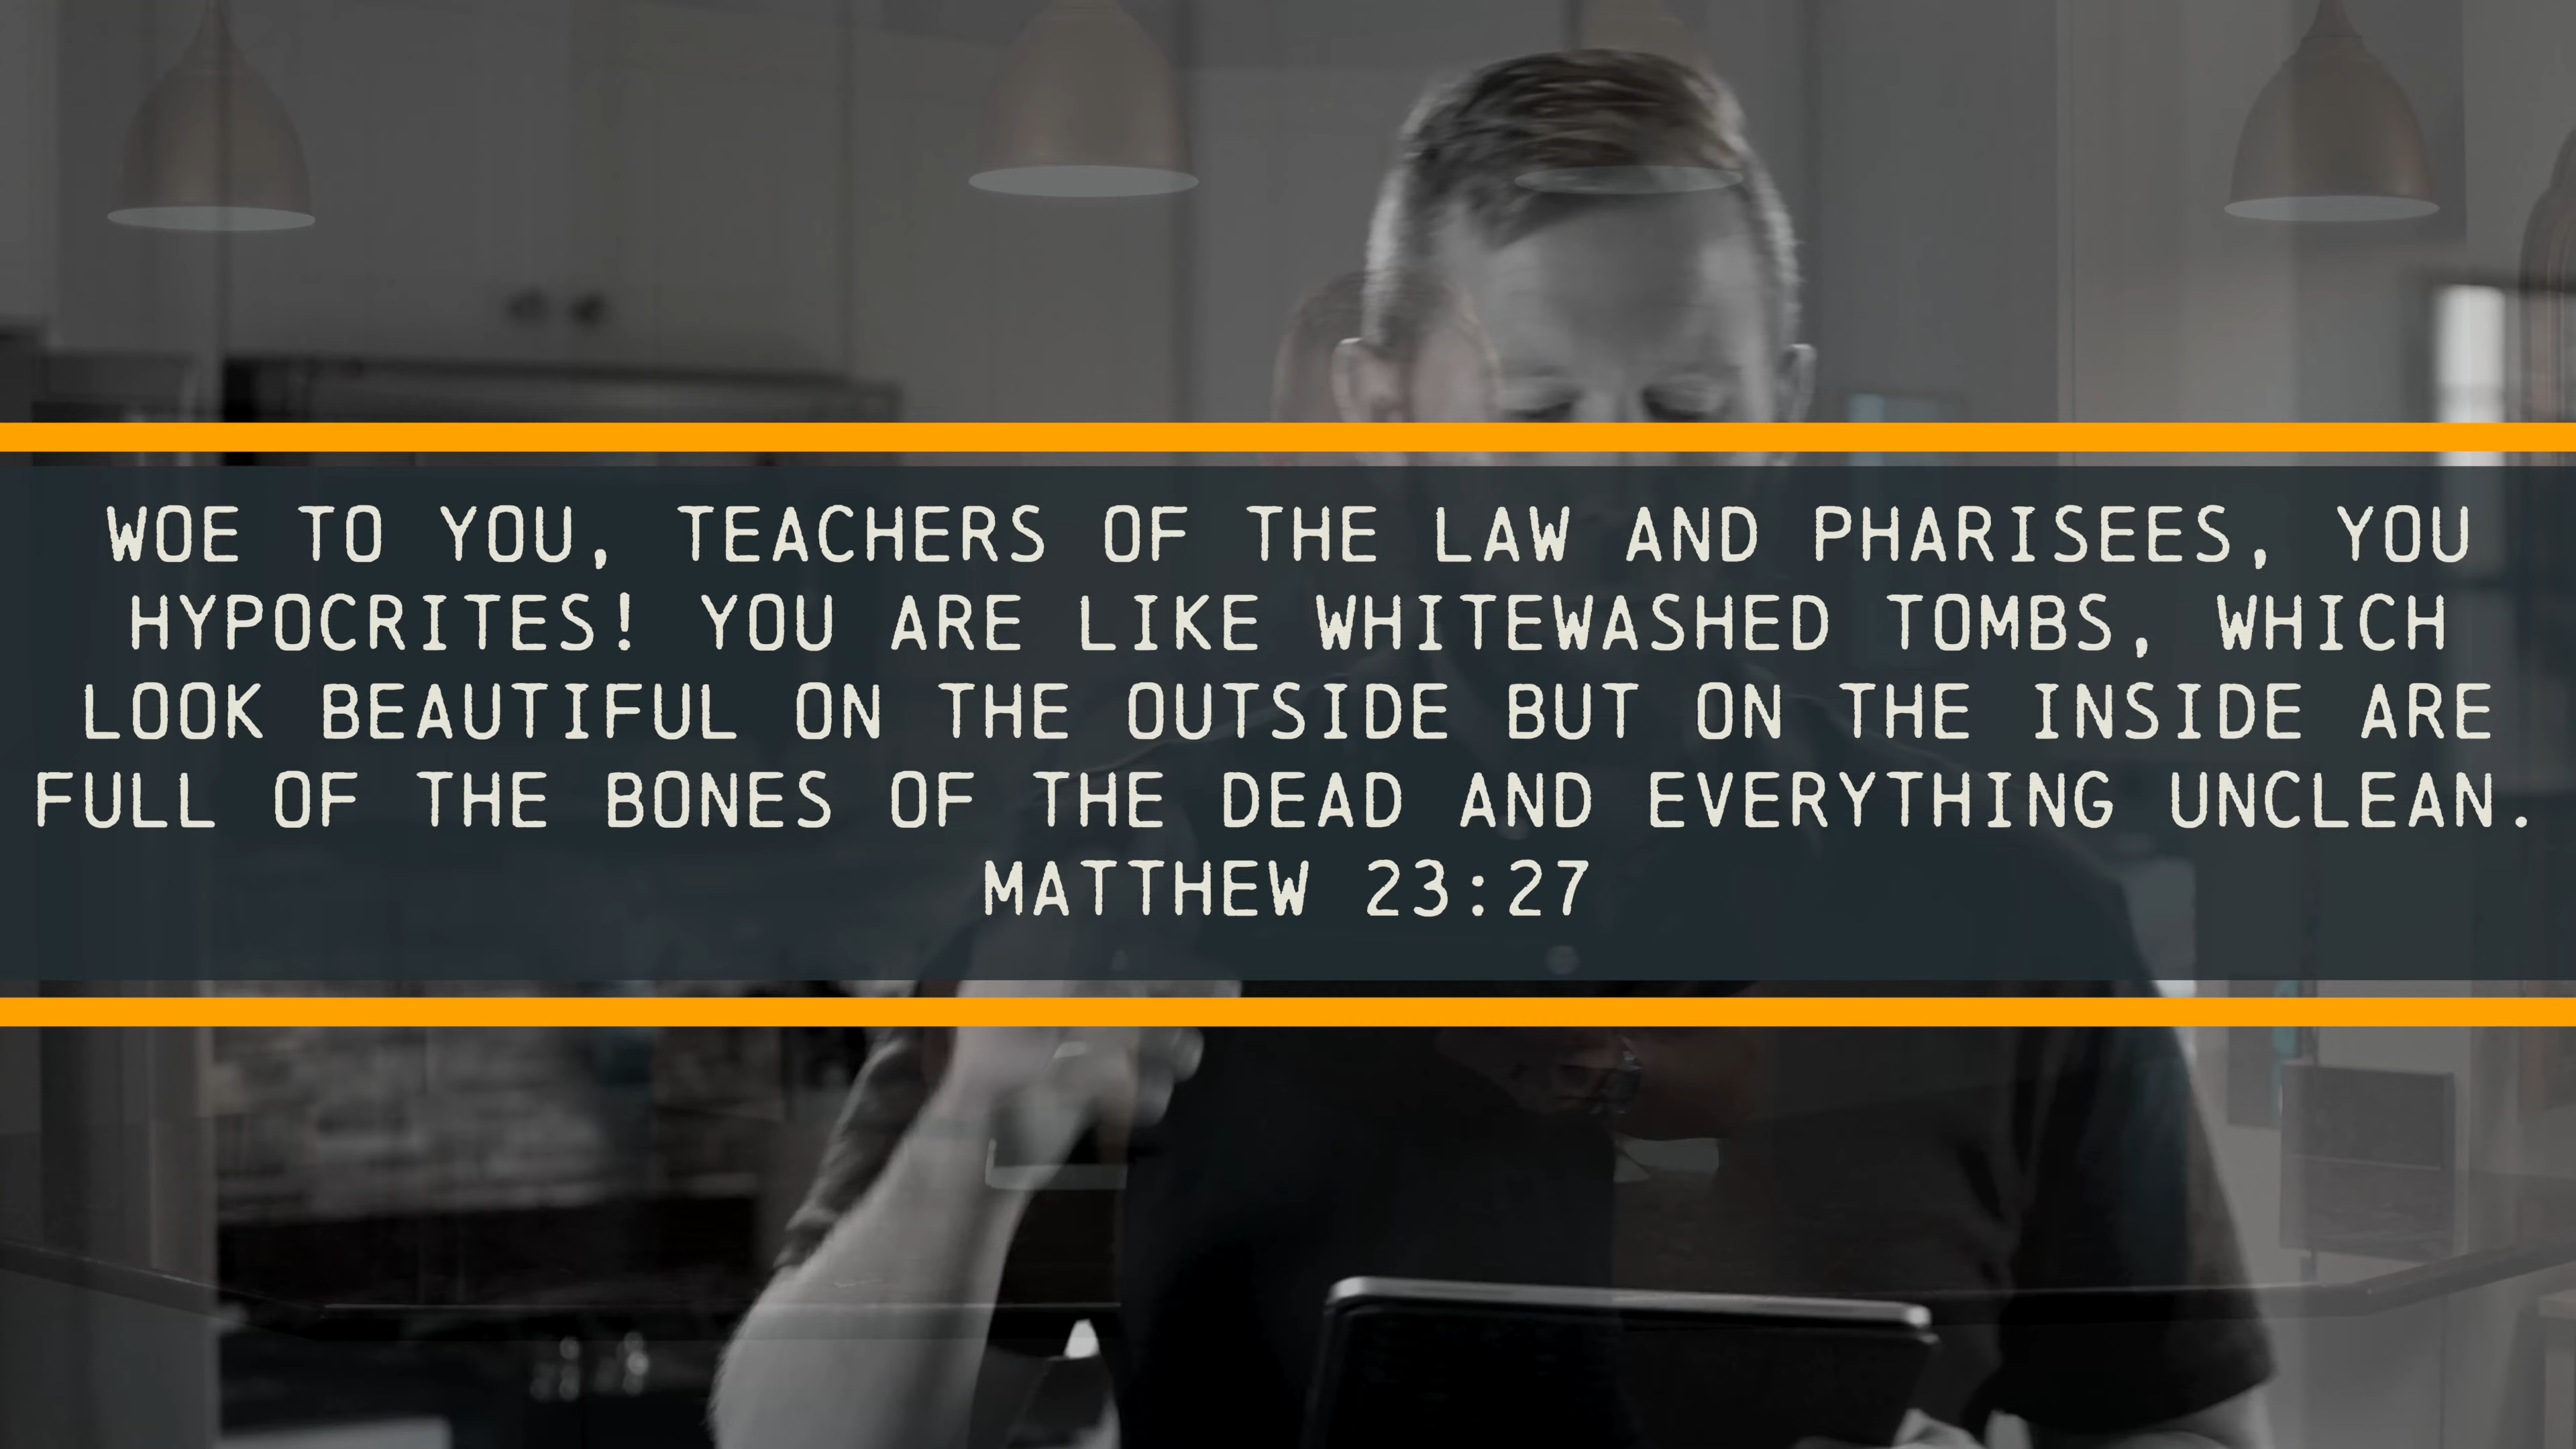 WOE TO YOU, TEACHERS OF THE LAW AND PHARISEES, YOU
HYPOCRITES! YOU ARE LIKE WHITEWASHED TOMBS, WHICH
LOOK BEAUTIFUL ON THE OUTSIDE BUT ON THE INSIDE ARE
FULL OF THE BONES OF THE DEAD AND EVERYTHING UNCLEAN.
MATTHEW 23:27